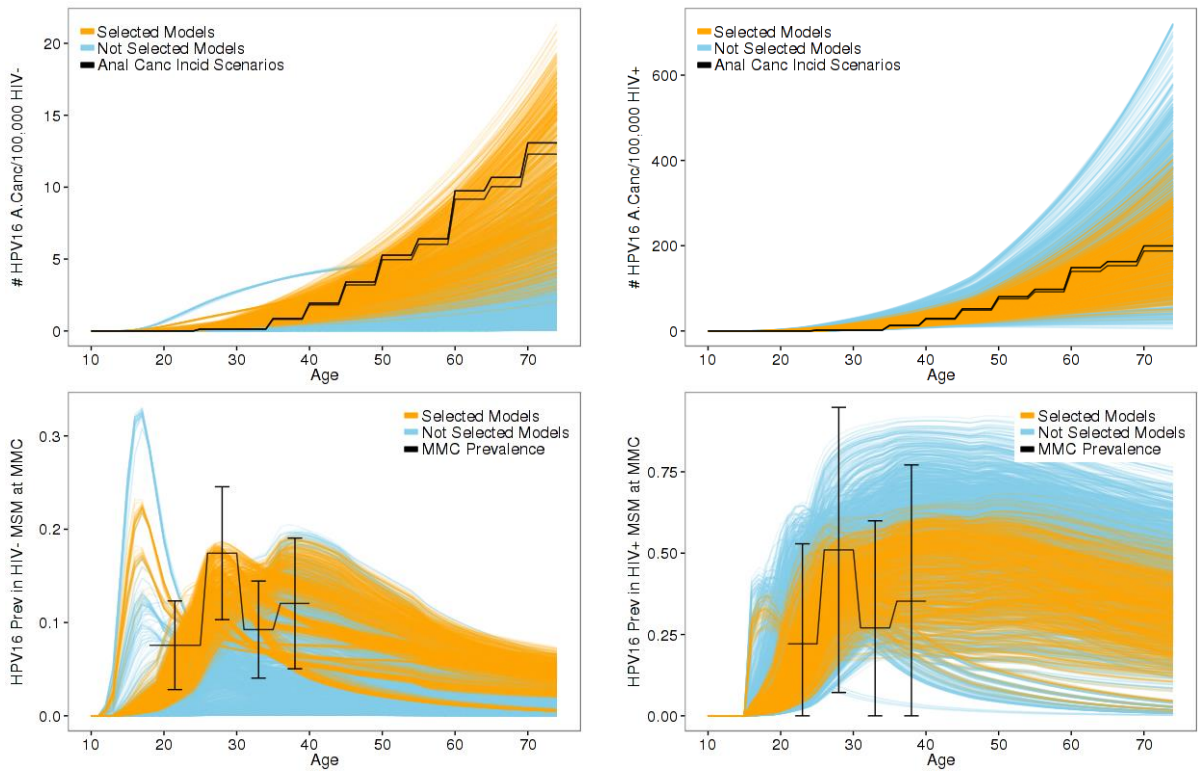 # HPV16 A.Canc/100,000 HIV-
20
15
10
5
0
Selected Models
Not Selected Models
Anal Canc Incid Scenarios
10 20 30 40 50 60 70
Age
# HPV16 A.Canc/100,000 HIV+
600
400
200
0
Selected Models
Not Selected Models
Anal Canc Incid Scenarios
10 20 30 40 50 60 70
Age
HPV16 Prev in HIV- MSM at MMC
0.3
0.2
0.1
0.0
Selected Models
Not Selected Models
MMC Prevalence
10 20 30 40 50 60 70
Age
HPV16 Prev in HIV+ MSM at MMC
0.75
0.50
0.25
0.00
Selected Models
Not Selected Models
MMC Prevalence
10 20 30 40 50 60 70
Age